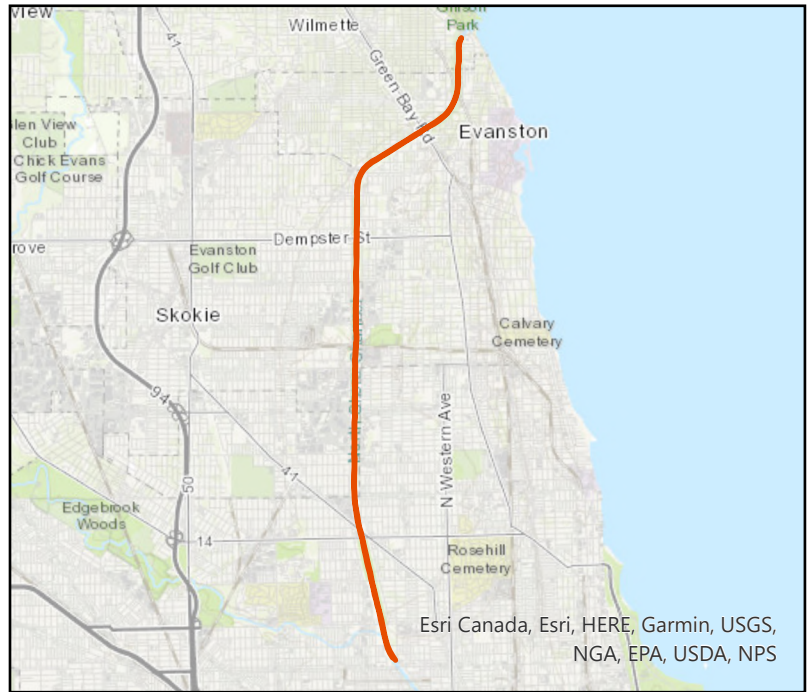 view
41
Wilmette
Gillson
Park
Green Bay Rd
Evanston
len View
Club
Chick Evans
Golf Course
rove
Dempster St
Evanston
Golf Club
Skokie
Calvary
Cemetery
94
N Western Ave
50
41
Edgebrook
Woods
14
Rosehill
Cemetery
Esri Canada, Esri, HERE, Garmin, USGS,
NGA, EPA, USDA, NPS